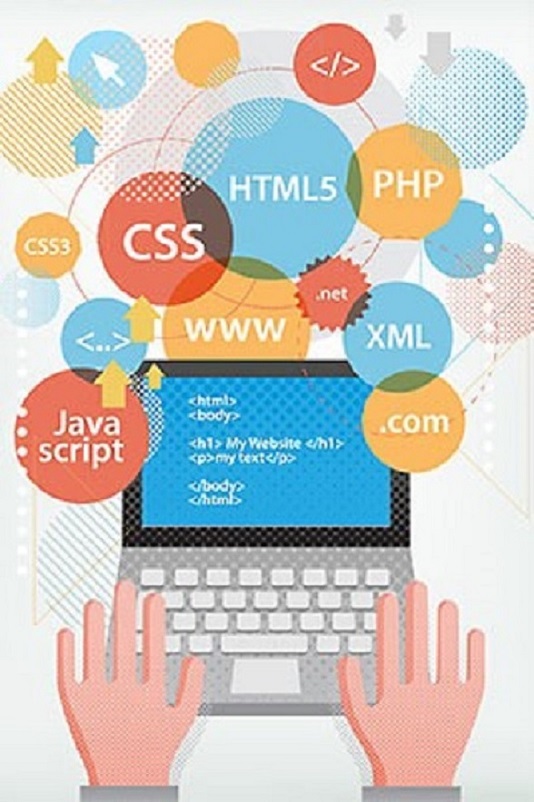 </>
HTML5
PHP
CSS
CSS3
.net
www
XML
<..>
.com
Java
script
<html>
<body>
<h1> My Website </h1>
<p>my text</p>
</body>
</html>